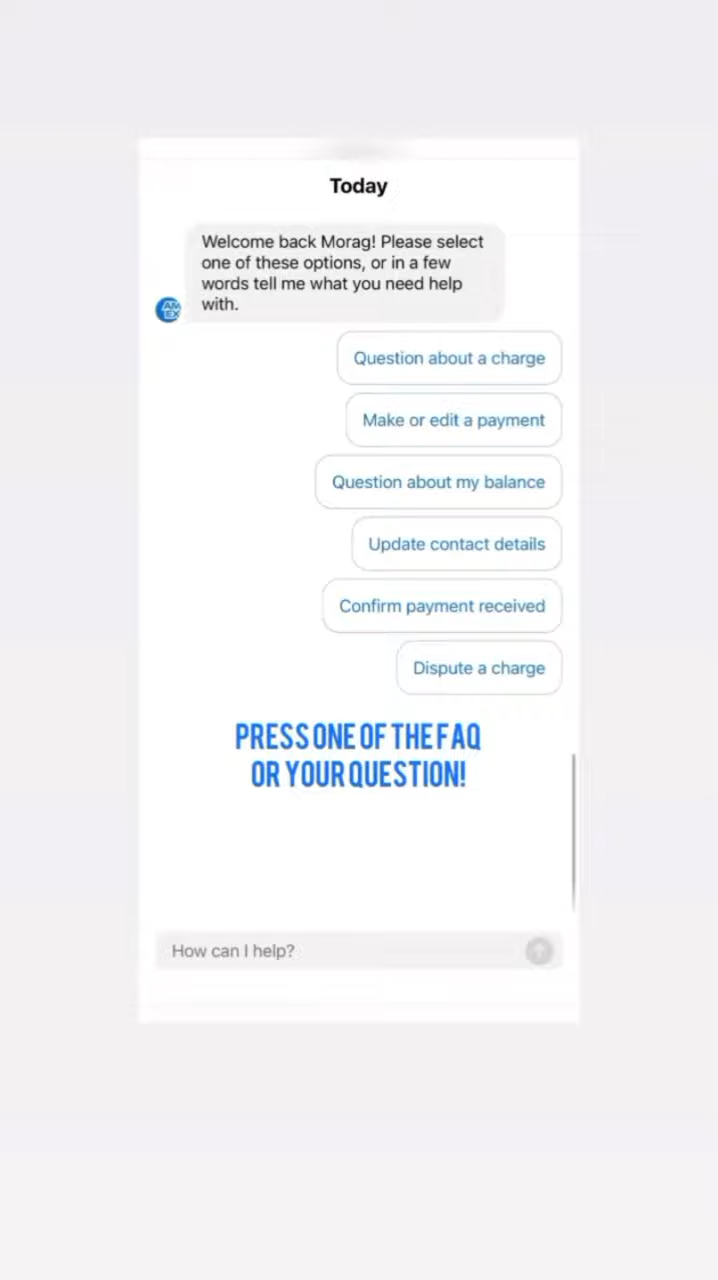 Today
Welcome back Morag! Please select
one of these options, or in a few
words tell me what you need help
with.
AM
EX
Question about a charge
Make or edit a payment
Question about my balance
Update contact details
Confirm payment received
Dispute a charge
PRESS ONE OF THE FAQ
OR YOUR QUESTION!
How can I help?